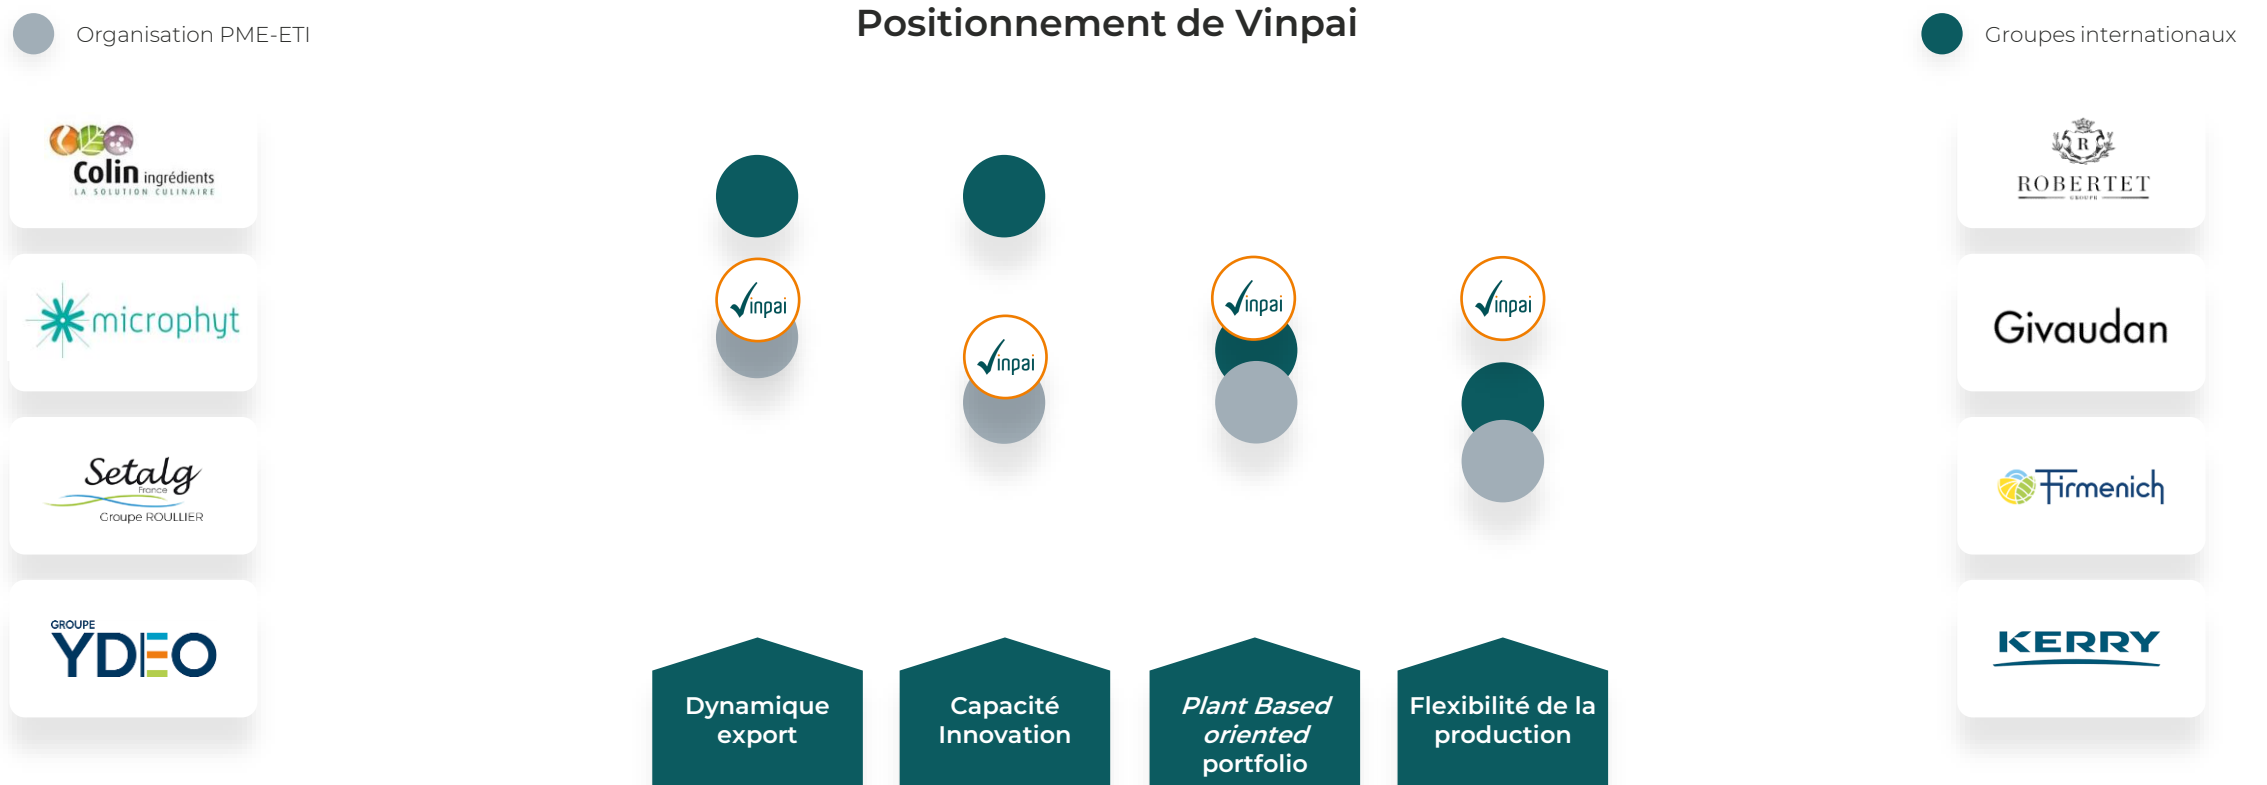 Positionnement de Vinpai
Organisation PME-ETI
Groupes internationaux
Colin ingrédients
LA SOLUTION CULINAIRE
microphyt
Setalg
France
Groupe ROULLIER
GROUPE
YDEO
Vinpai
Vinpai
Vinpai
Vinpai
R
ROBERTET
GROUPE
Givaudan
Firmenich
KERRY
Dynamique
export
Capacité
Innovation
Plant Based
oriented
portfolio
Flexibilité de la
production